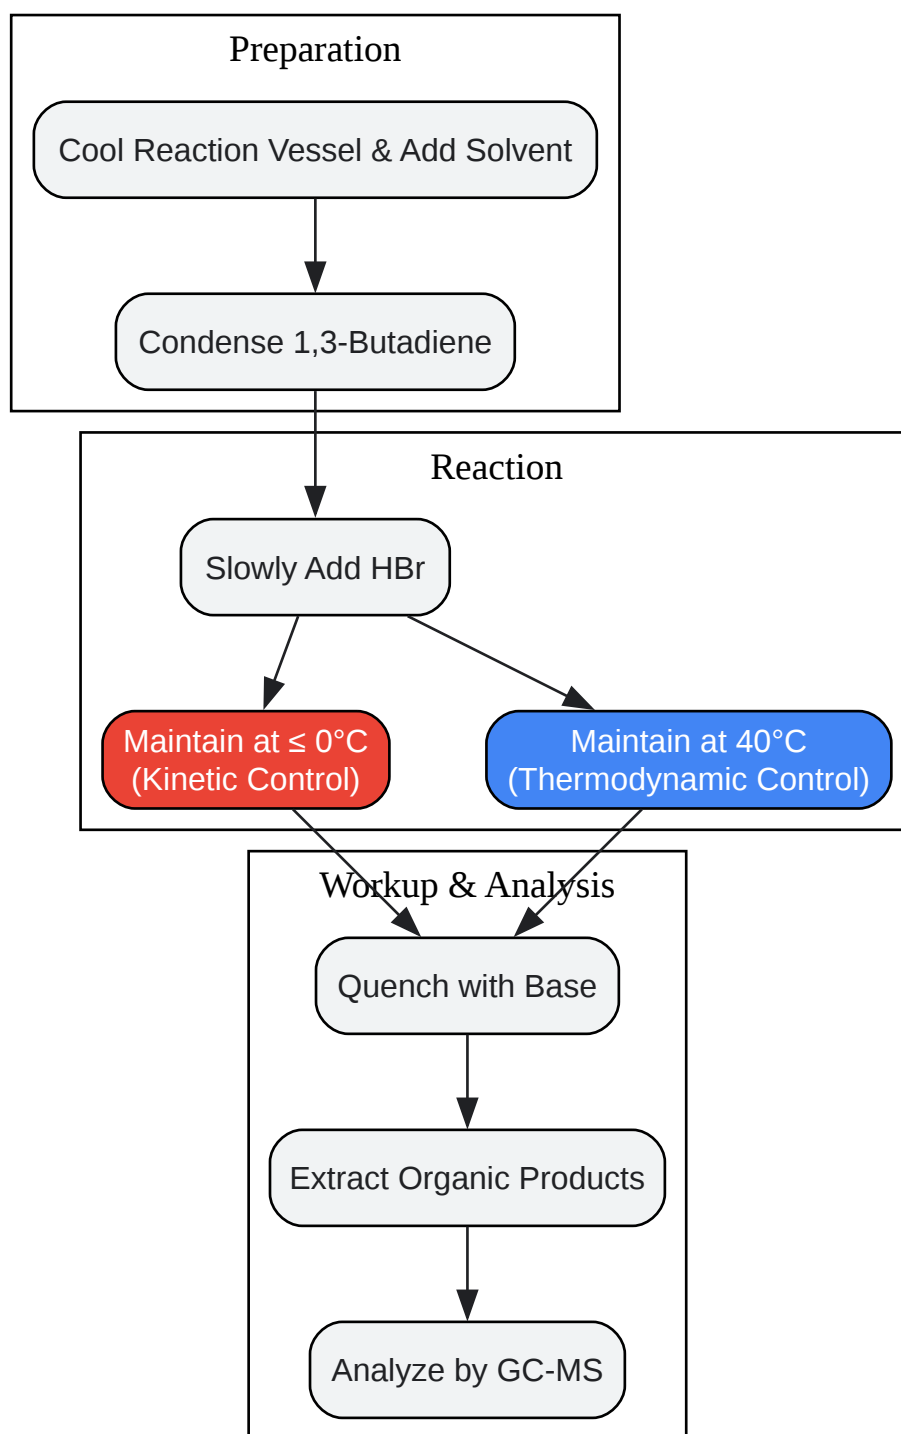 Preparation
Cool Reaction Vessel & Add Solvent
Condense 1,3-Butadiene
Reaction
Slowly Add HBr
Maintain at ≤ 0°C
(Kinetic Control)
Maintain at 40°C
(Thermodynamic Control)
Workup & Analysis
Quench with Base
Extract Organic Products
Analyze by GC-MS